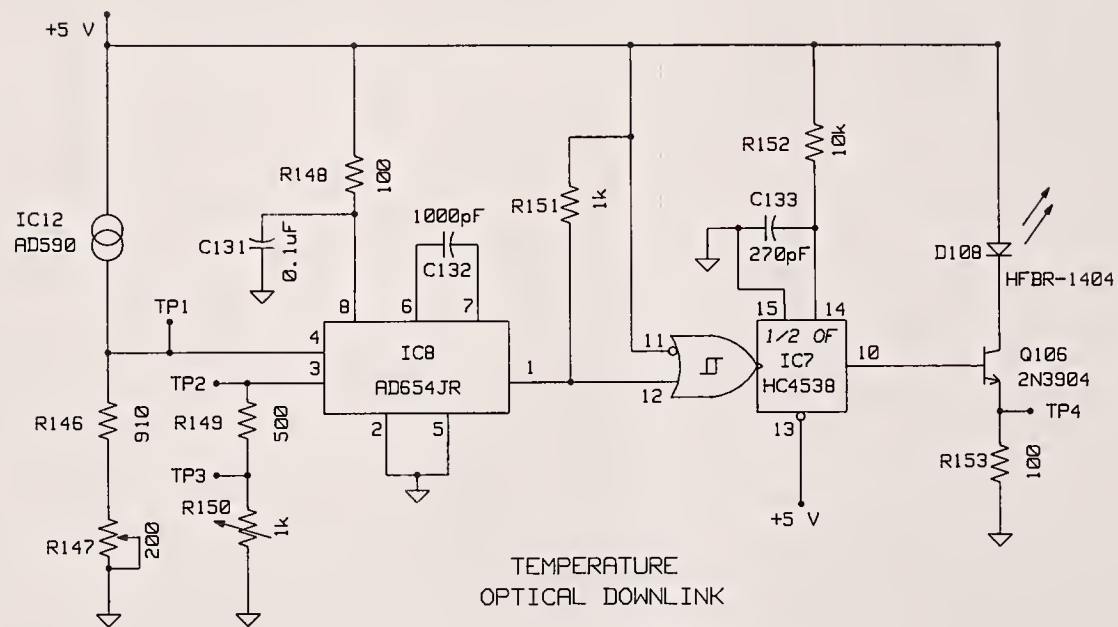 +5 V
R148
100
R151
1k
R152
10k
IC12
AD590
C131
0.1uF
1000pF
C132
C133
270pF
D108
HFBR-1404
TP1
8
6
7
15
14
4
IC8
1
11
1/2 OF
IC7
10
Q106
2N3904
TP2
3
AD654JR
12
HC4538
TP4
R146
910
R149
500
2
5
13
R153
100
TP3
R150
1k
+5 V
R147
200
TEMPERATURE
OPTICAL DOWNLINK